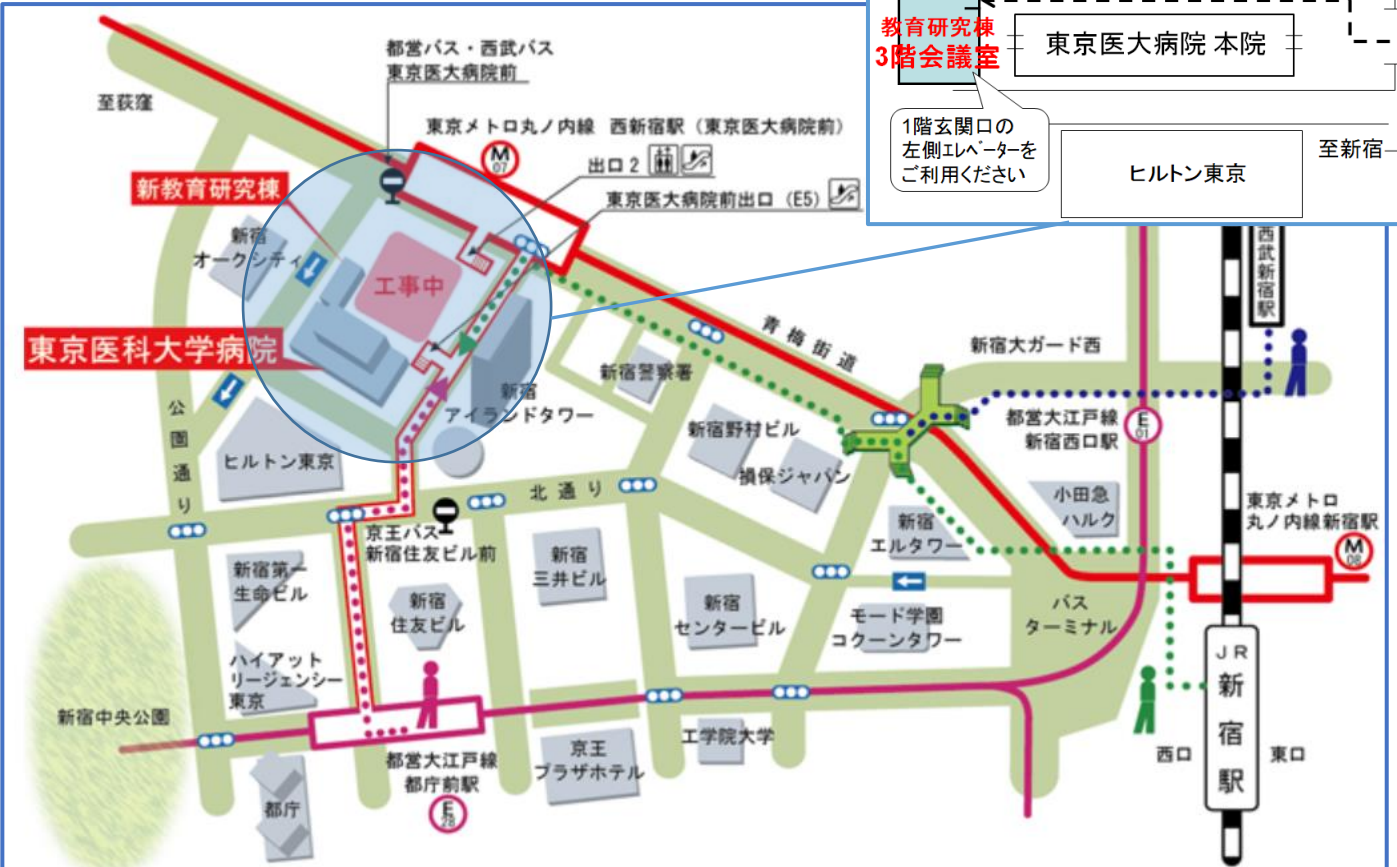 教育研究棟
3階会議室
東京医大病院 本院
1階玄関口の
左側エレベーターを
ご利用ください
ヒルトン東京
至新宿
都営バス・西武バス
東京医大病院前
至荻窪
東京メトロ丸ノ内線 西新宿駅（東京医大病院前）
M
07
出口2
東京医大病院前出口（E5）
新教育研究棟
新宿
オークシティ
工事中
東京医科大学病院
新宿
アイランドタワー
新宿警察署
青梅街道
新宿大ガード西
西武新宿駅
公園通り
ヒルトン東京
新宿野村ビル
損保ジャパン
都営大江戸線
新宿西口駅
E
01
小田急
ハルク
東京メトロ
丸ノ内線新宿駅
M
08
北通り
京王バス
新宿住友ビル前
新宿
エルタワー
新宿第一
生命ビル
新宿
住友ビル
新宿
三井ビル
新宿
センタービル
モード学園
コクーンタワー
バス
ターミナル
ハイアット
リージェンシー
東京
新宿中央公園
都営大江戸線
都庁前駅
E
28
都庁
京王
プラザホテル
工学院大学
西口
JR
新宿駅
東口